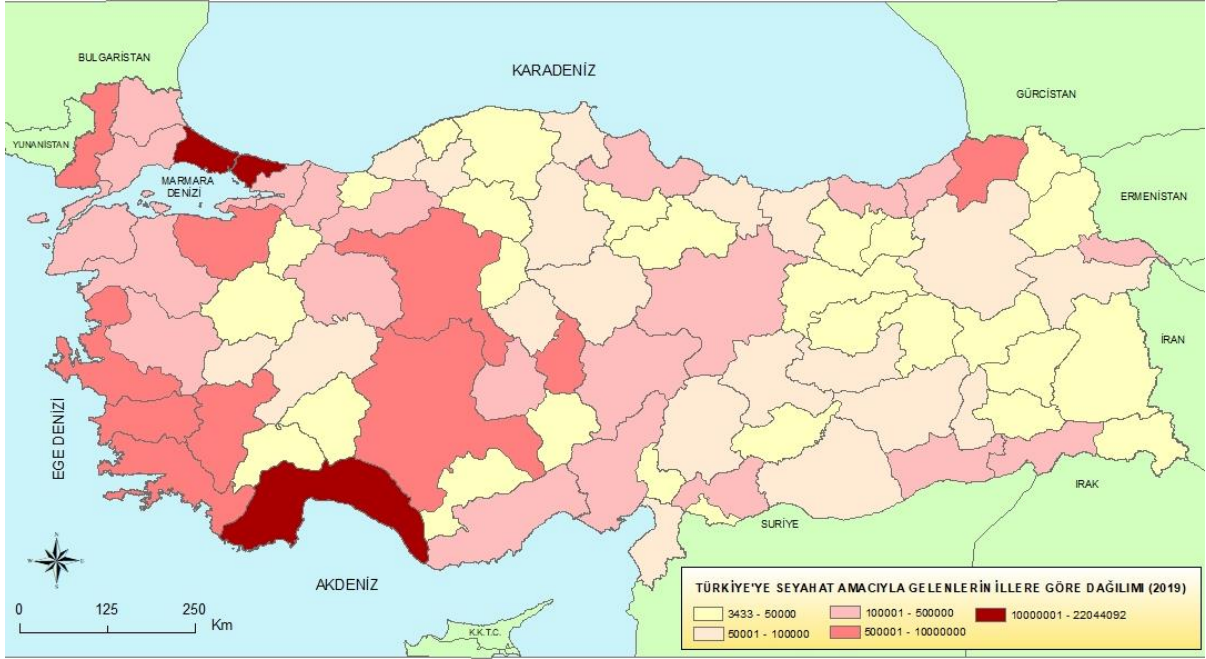 BULGARİSTAN
KARADENİZ
GÜRCİSTAN
YUNANİSTAN
MARMARA
DENİZİ
ERMENİSTAN
İRAN
EGE DENİZİ
IRAK
SURİYE
AKDENİZ
K.K.T.C.
0 125 250
Km
TÜRKİYE'YE SEYAHAT AMACIYLA GELENLERİN İLLERE GÖRE DAĞILIMI (2019)
3433 - 50000
100001 - 500000
10000001 - 22044092
50001 - 100000
500001 - 10000000